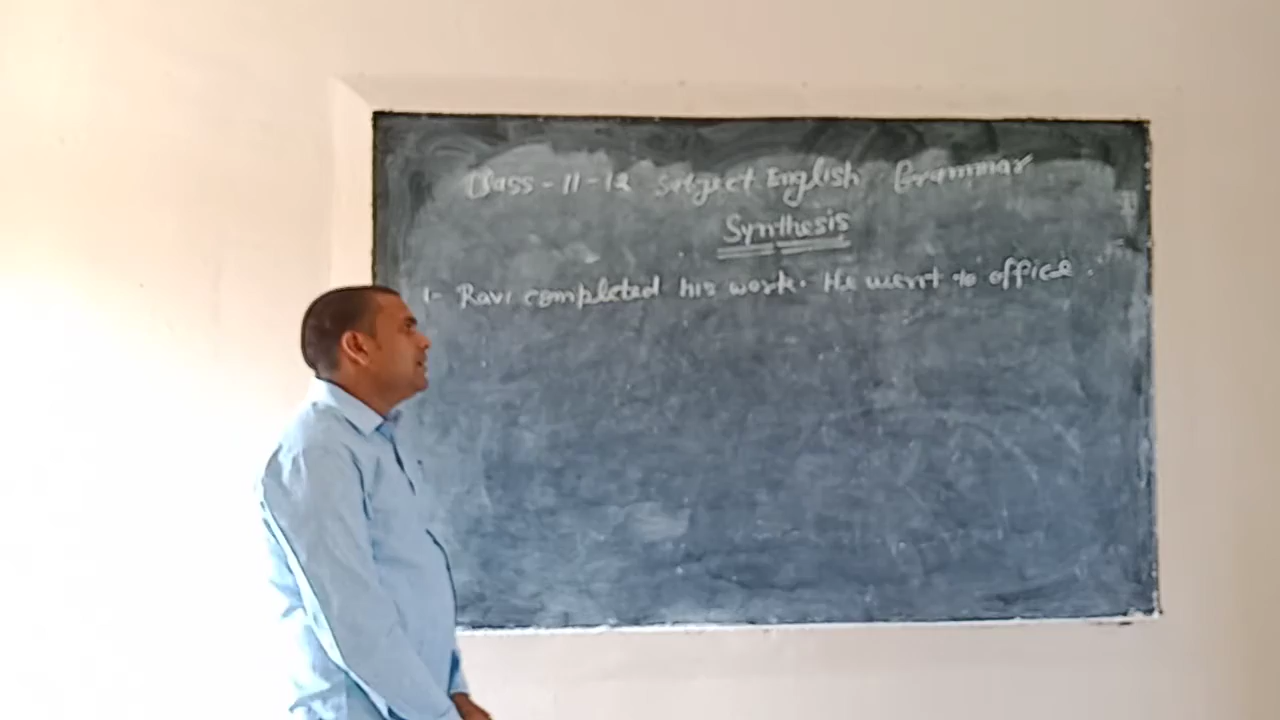 Class - 11-12 Subject English Grammar
Synthesis
1- Ravi completed his work. He went to office.